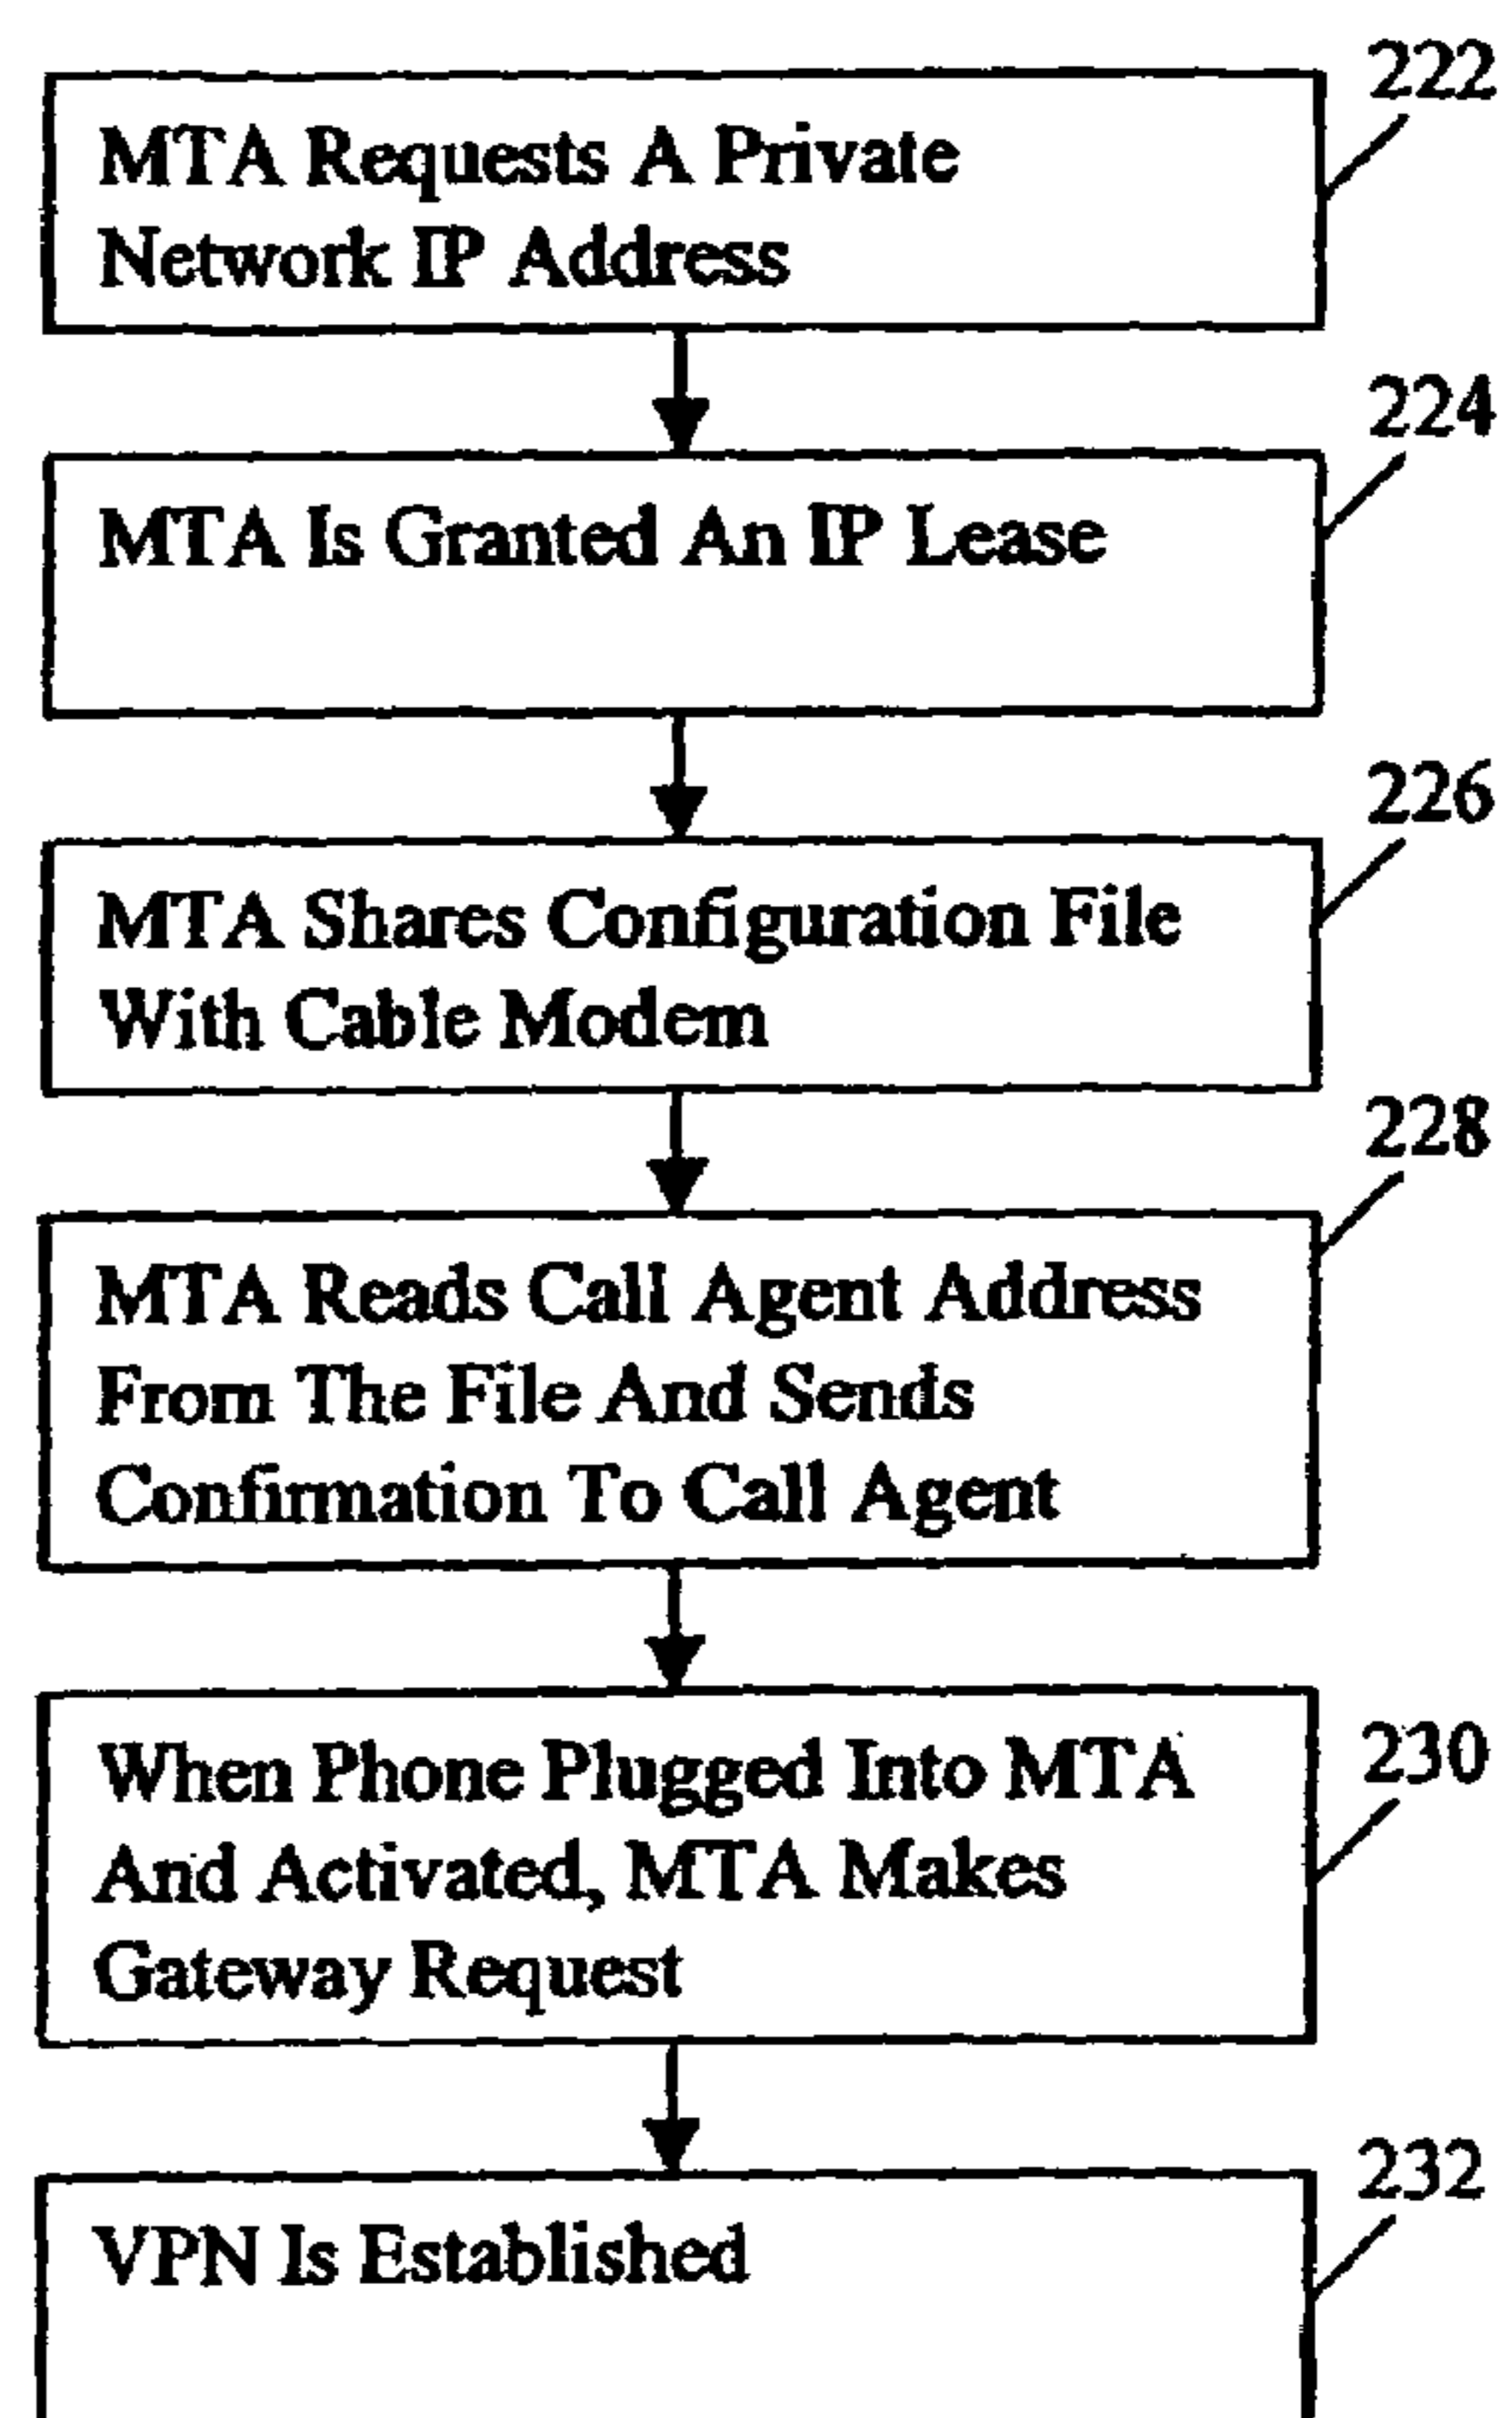 222
MTA Requests A Private
Network IP Address
224
MTA Is Granted An IP Lease
226
MTA Shares Configuration File
With Cable Modem
228
MTA Reads Call Agent Address
From The File And Sends
Confirmation To Call Agent
230
When Phone Plugged Into MTA
And Activated, MTA Makes
Gateway Request
232
VPN Is Established